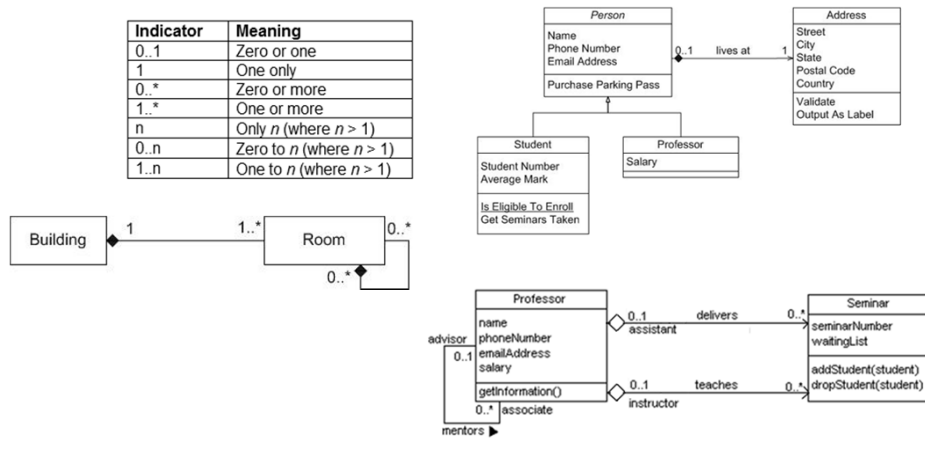 Indicator Meaning
0..1 Zero or one
1 One only
0..* Zero or more
1..* One or more
n Only n (where n > 1)
0..n Zero to n (where n > 1)
1..n One to n (where n > 1)
Person
Name
Phone Number
Email Address
Purchase Parking Pass
0..1 lives at 1
Address
Street
City
State
Postal Code
Country
Validate
Output As Label
Student
Student Number
Average Mark
Is Eligible To Enroll
Get Seminars Taken
Professor
Salary
Building
1 1..*
Room
0..*
0..*
Professor
name
phoneNumber
emailAddress
salary
getInformation()
advisor
0..1
0..* associate
mentors
0..1 delivers 0..*
assistant
0..1 teaches 0..*
instructor
Seminar
seminarNumber
waitingList
addStudent(student)
dropStudent(student)